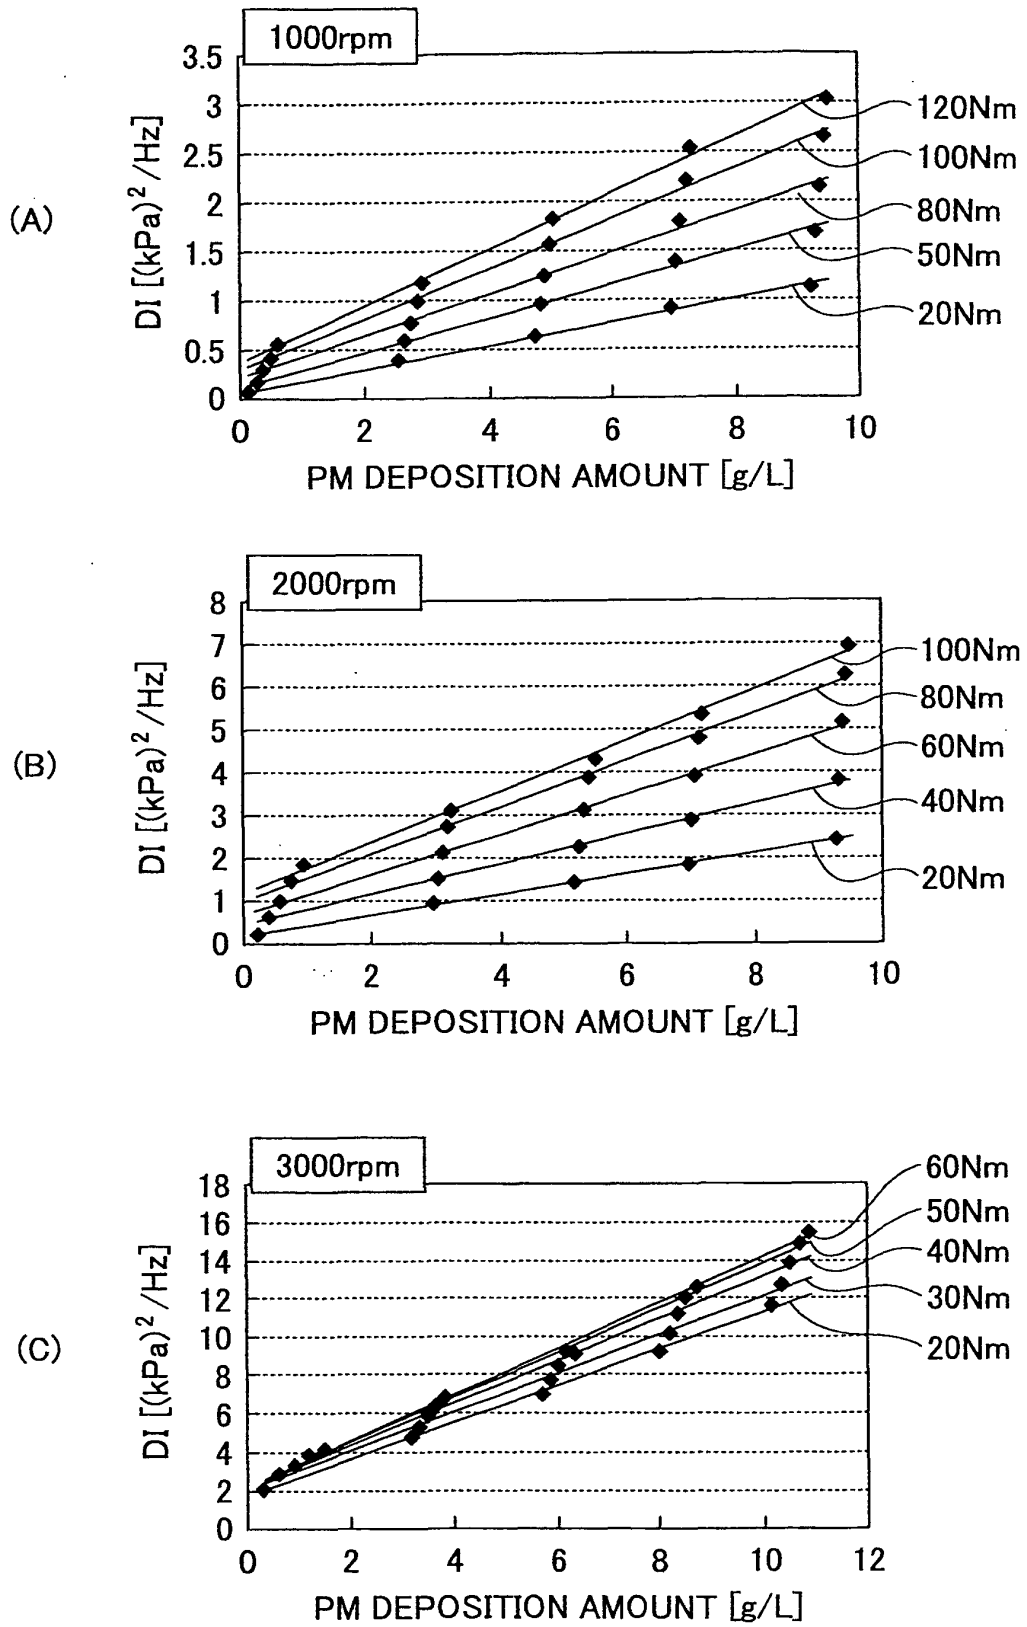 1000rpm
(A)
DI [(kPa)² /Hz]
3.5
3
2.5
2
1.5
1
0.5
0
0 2 4 6 8 10
PM DEPOSITION AMOUNT [g/L]
120Nm
100Nm
80Nm
50Nm
20Nm
2000rpm
(B)
DI [(kPa)² /Hz]
8
7
6
5
4
3
2
1
0
0 2 4 6 8 10
PM DEPOSITION AMOUNT [g/L]
100Nm
80Nm
60Nm
40Nm
20Nm
3000rpm
(C)
DI [(kPa)² /Hz]
18
16
14
12
10
8
6
4
2
0
0 2 4 6 8 10 12
PM DEPOSITION AMOUNT [g/L]
60Nm
50Nm
40Nm
30Nm
20Nm